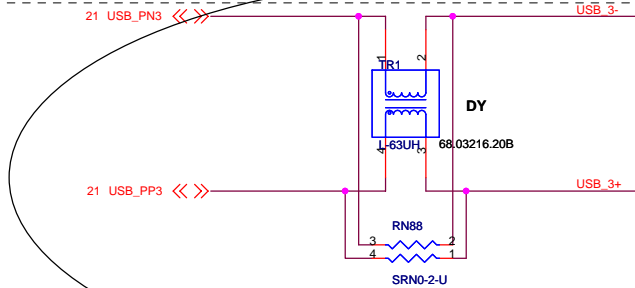 21 USB_PN3
USB_3-
TR1
1
2
DY
L-63UH
68.03216.20B
4
3
21 USB_PP3
USB_3+
RN88
3
2
4
1
SRN0-2-U